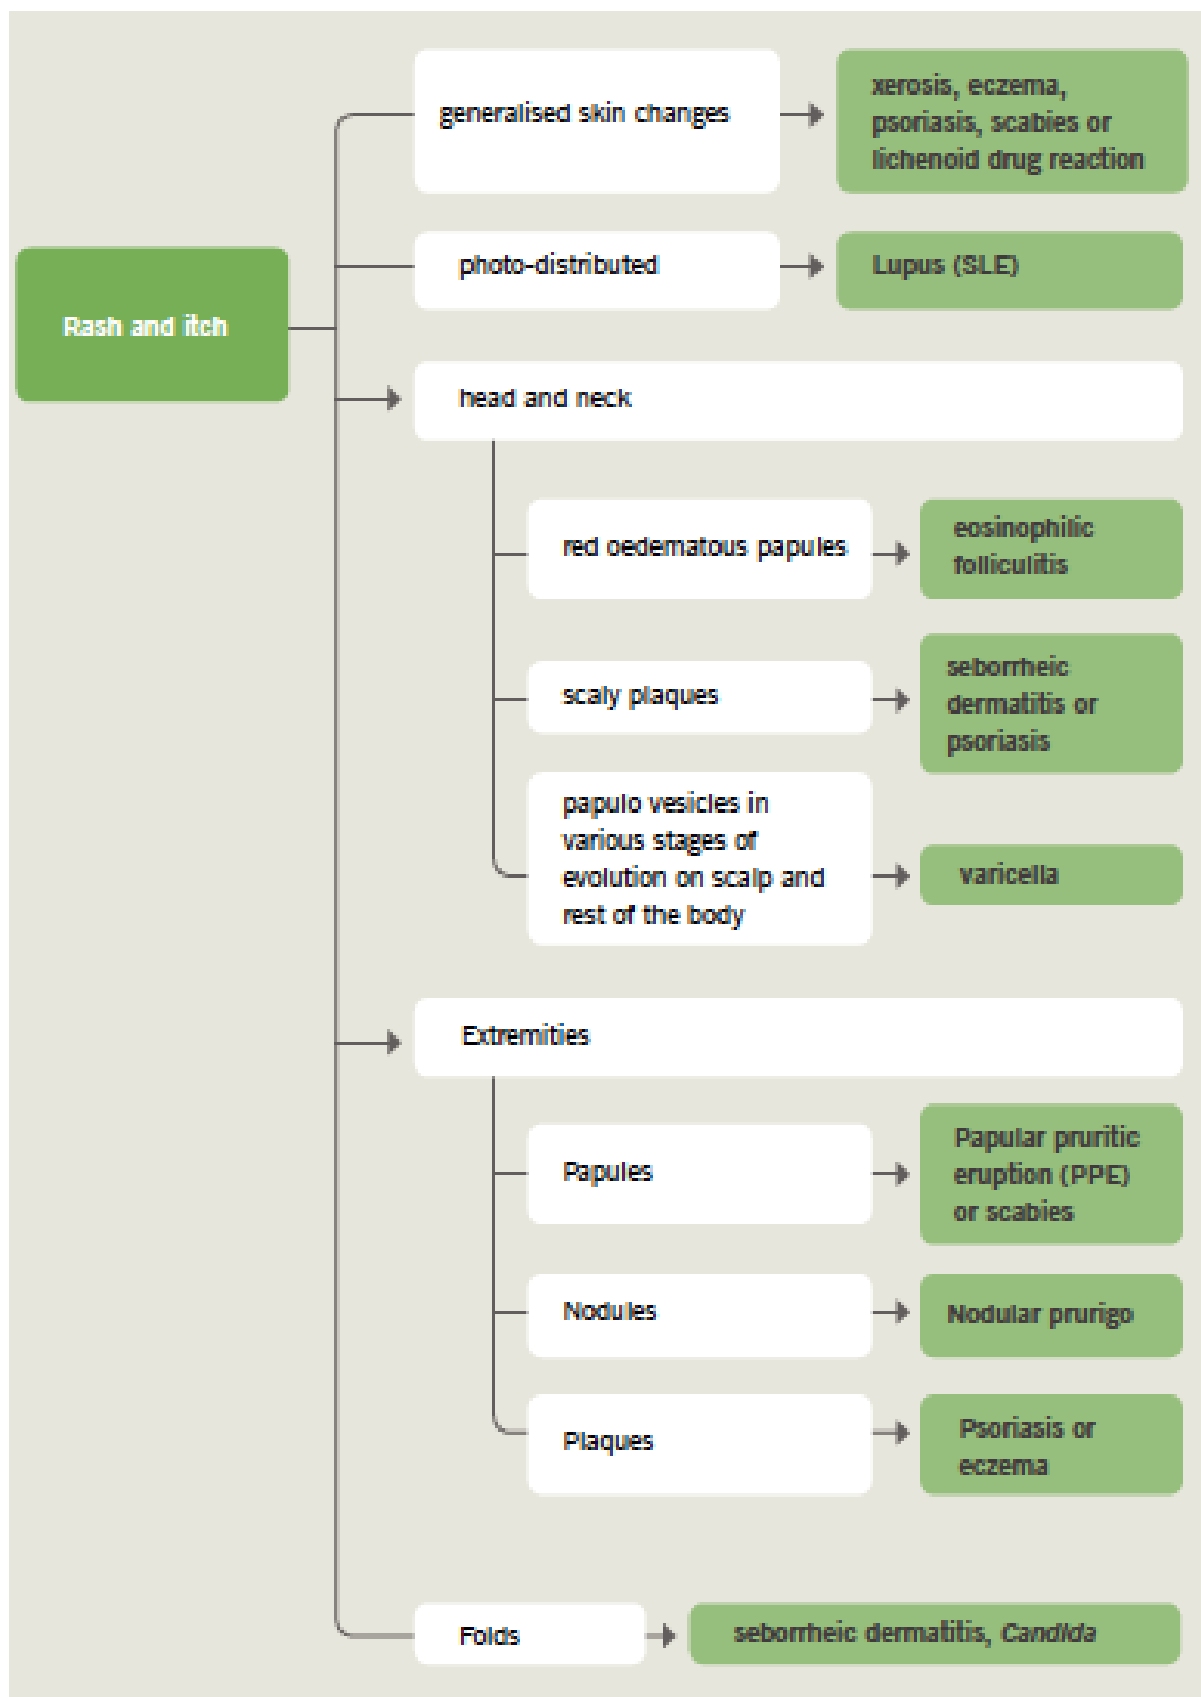 generalised skin changes
xerosis, eczema,
psoriasis, scabies or
lichenoid drug reaction
photo-distributed
Lupus (SLE)
Rash and itch
head and neck
red oedematous papules
eosinophilic
folliculitis
scaly plaques
seborrheic
dermatitis or
psoriasis
papulo vesicles in
various stages of
evolution on scalp and
rest of the body
varicella
Extremities
Papules
Papular pruritic
eruption (PPE)
or scabies
Nodules
Nodular prurigo
Plaques
Psoriasis or
eczema
Folds
seborrheic dermatitis, Candida